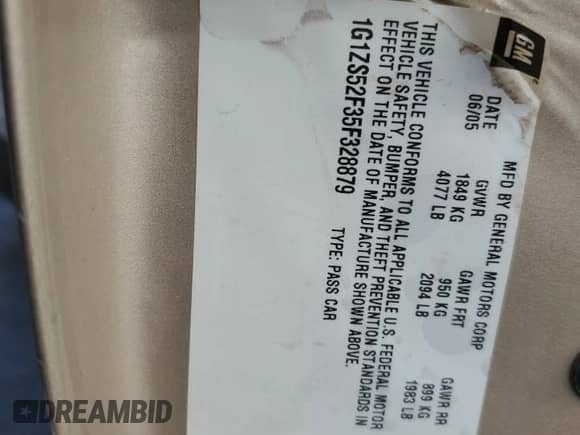 GM
MFD BY GENERAL MOTORS CORP
DATE GVWR GAWR FRT GAWR RR
06/05 1849 KG 950 KG 899 KG
4077 LB 2094 LB 1983 LB
THIS VEHICLE CONFORMS TO ALL APPLICABLE U.S. FEDERAL MOTOR
VEHICLE SAFETY, BUMPER, AND THEFT PREVENTION STANDARDS IN
EFFECT ON THE DATE OF MANUFACTURE SHOWN ABOVE.
1G1ZS52F35F328879 TYPE: PASS CAR
DREAMBID